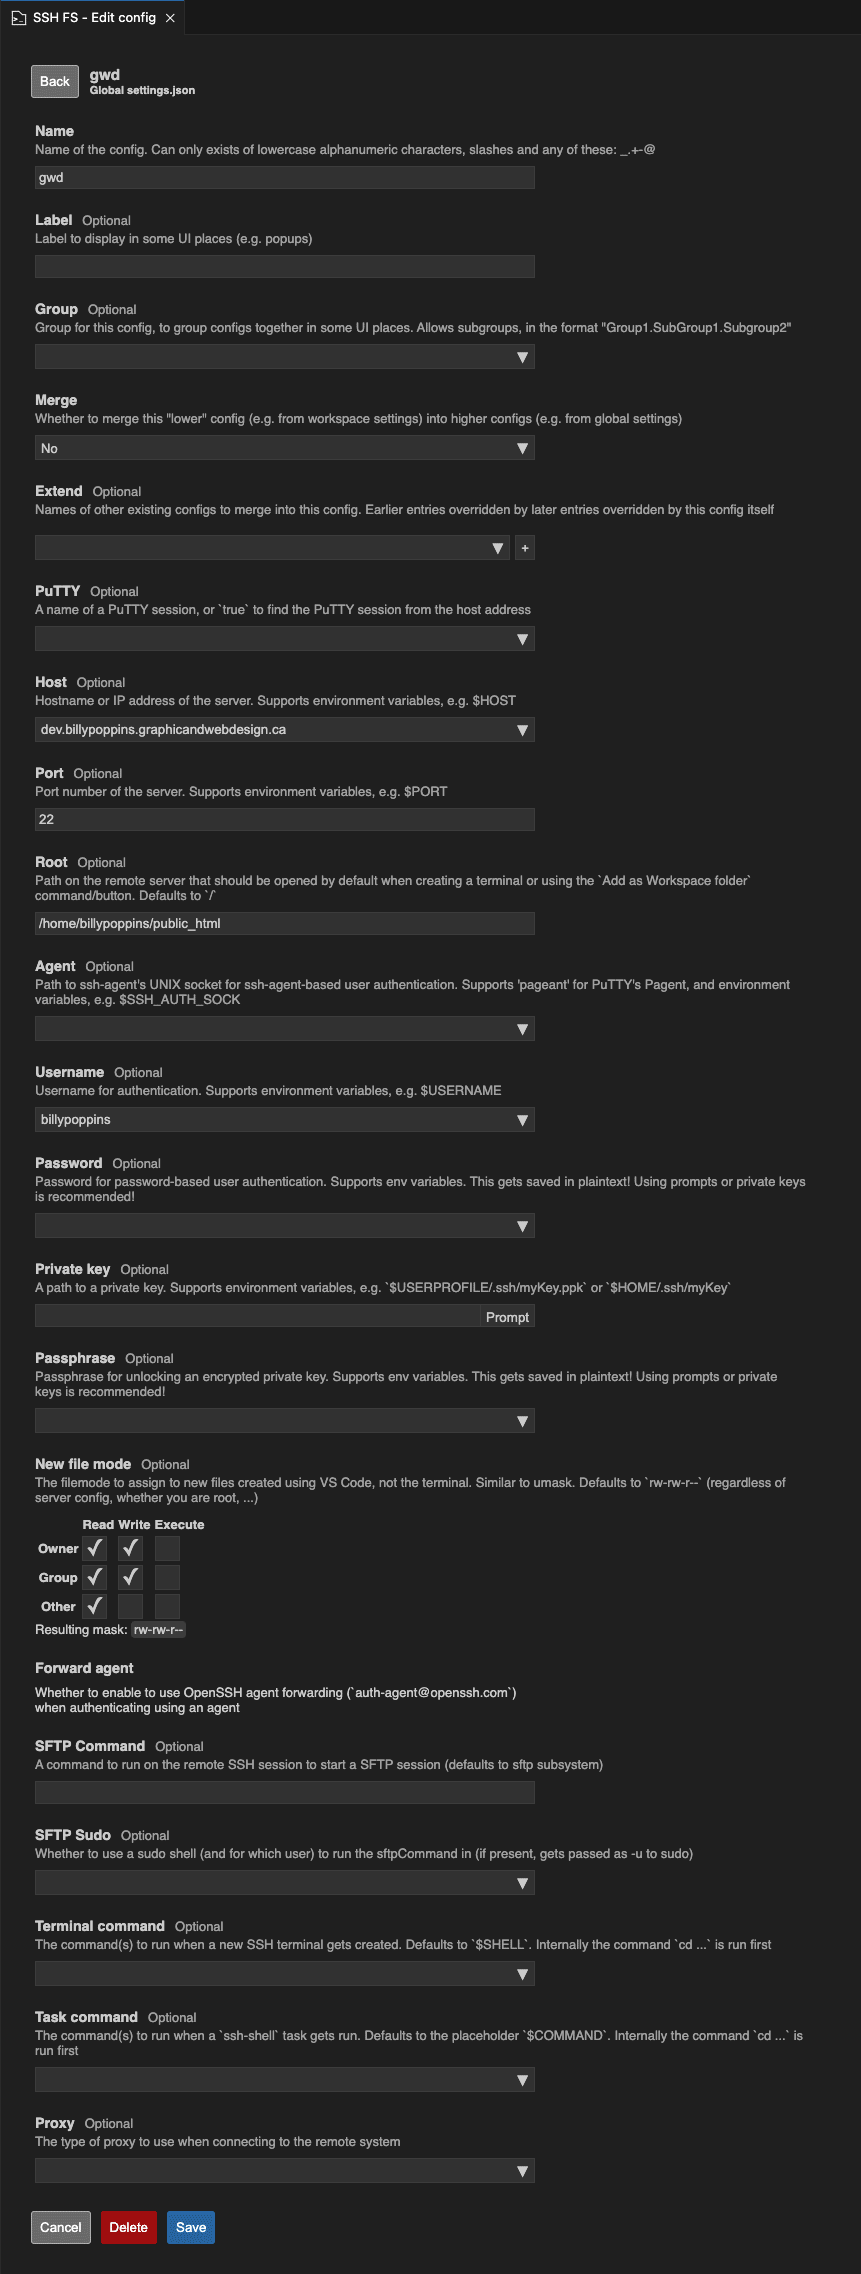 SSH FS - Edit config
Back
gwd
Global settings.json
Name
Name of the config. Can only exists of lowercase alphanumeric characters, slashes and any of these: _.+-@
gwd
Label Optional
Label to display in some UI places (e.g. popups)
Group Optional
Group for this config, to group configs together in some UI places. Allows subgroups, in the format "Group1.SubGroup1.Subgroup2"
Merge
Whether to merge this "lower" config (e.g. from workspace settings) into higher configs (e.g. from global settings)
No
Extend Optional
Names of other existing configs to merge into this config. Earlier entries overridden by later entries overridden by this config itself
+
PuTTY Optional
A name of a PuTTY session, or `true` to find the PuTTY session from the host address
Host Optional
Hostname or IP address of the server. Supports environment variables, e.g. $HOST
dev.billypoppins.graphicandwebdesign.ca
Port Optional
Port number of the server. Supports environment variables, e.g. $PORT
22
Root Optional
Path on the remote server that should be opened by default when creating a terminal or using the `Add as Workspace folder`
command/button. Defaults to `/`
/home/billypoppins/public_html
Agent Optional
Path to ssh-agent's UNIX socket for ssh-agent-based user authentication. Supports 'pageant' for PuTTY's Pagent, and environment
variables, e.g. $SSH_AUTH_SOCK
Username Optional
Username for authentication. Supports environment variables, e.g. $USERNAME
billypoppins
Password Optional
Password for password-based user authentication. Supports env variables. This gets saved in plaintext! Using prompts or private keys
is recommended!
Private key Optional
A path to a private key. Supports environment variables, e.g. `$USERPROFILE/.ssh/myKey.ppk` or `$HOME/.ssh/myKey`
Prompt
Passphrase Optional
Passphrase for unlocking an encrypted private key. Supports env variables. This gets saved in plaintext! Using prompts or private
keys is recommended!
New file mode Optional
The filemode to assign to new files created using VS Code, not the terminal. Similar to umask. Defaults to `rw-rw-r--` (regardless of
server config, whether you are root, ...)
Read Write Execute
Owner
Group
Other
Resulting mask: rw-rw-r--
Forward agent
Whether to enable to use OpenSSH agent forwarding (`auth-agent@openssh.com`)
when authenticating using an agent
SFTP Command Optional
A command to run on the remote SSH session to start a SFTP session (defaults to sftp subsystem)
SFTP Sudo Optional
Whether to use a sudo shell (and for which user) to run the sftpCommand in (if present, gets passed as -u to sudo)
Terminal command Optional
The command(s) to run when a new SSH terminal gets created. Defaults to `$SHELL`. Internally the command `cd ...` is run first
Task command Optional
The command(s) to run when a `ssh-shell` task gets run. Defaults to the placeholder `$COMMAND`. Internally the command `cd ...` is
run first
Proxy Optional
The type of proxy to use when connecting to the remote system
Cancel Delete Save